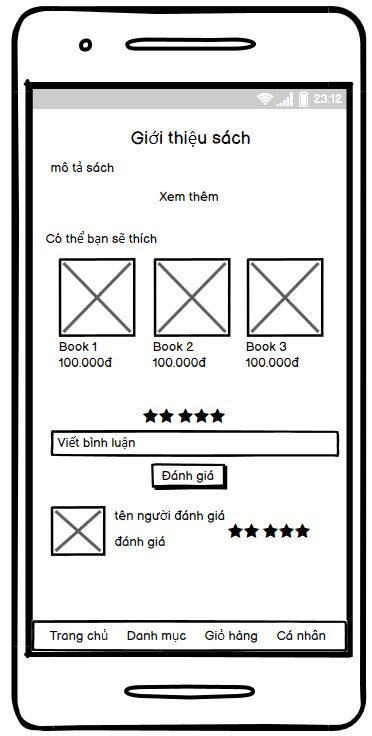 23:12
Giới thiệu sách
mô tả sách
Xem thêm
Có thể bạn sẽ thích
Book 1 Book 2 Book 3
100.000đ 100.000đ 100.000đ
Viết bình luận
Đánh giá
tên người đánh giá
đánh giá
Trang chủ Danh mục Giỏ hàng Cá nhân